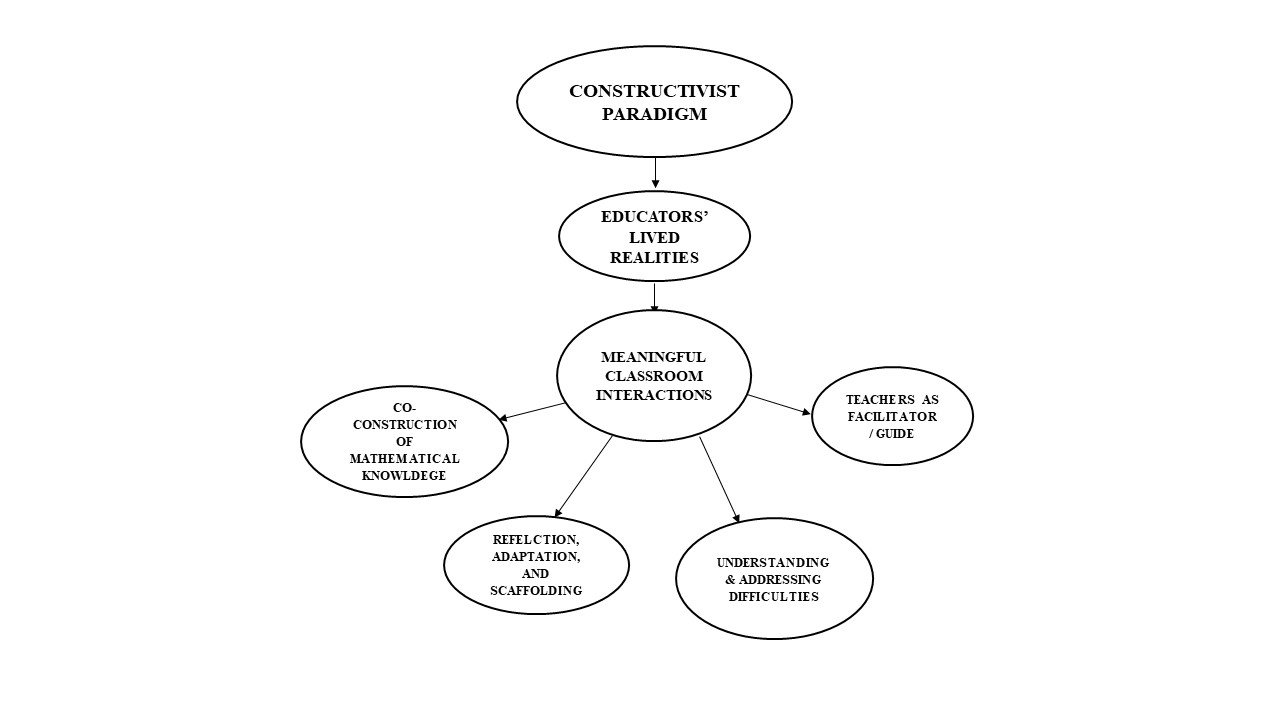 CONSTRUCTIVIST
PARADIGM
EDUCATORS’
LIVED
REALITIES
MEANINGFUL
CLASSROOM
INTERACTIONS
CO-
CONSTRUCTION
OF
MATHEMATICAL
KNOWLDEGE
TEACHERS AS
FACILITATOR
/ GUIDE
REFELCTION,
ADAPTATION,
AND
SCAFFOLDING
UNDERSTANDING
& ADDRESSING
DIFFICULTIES